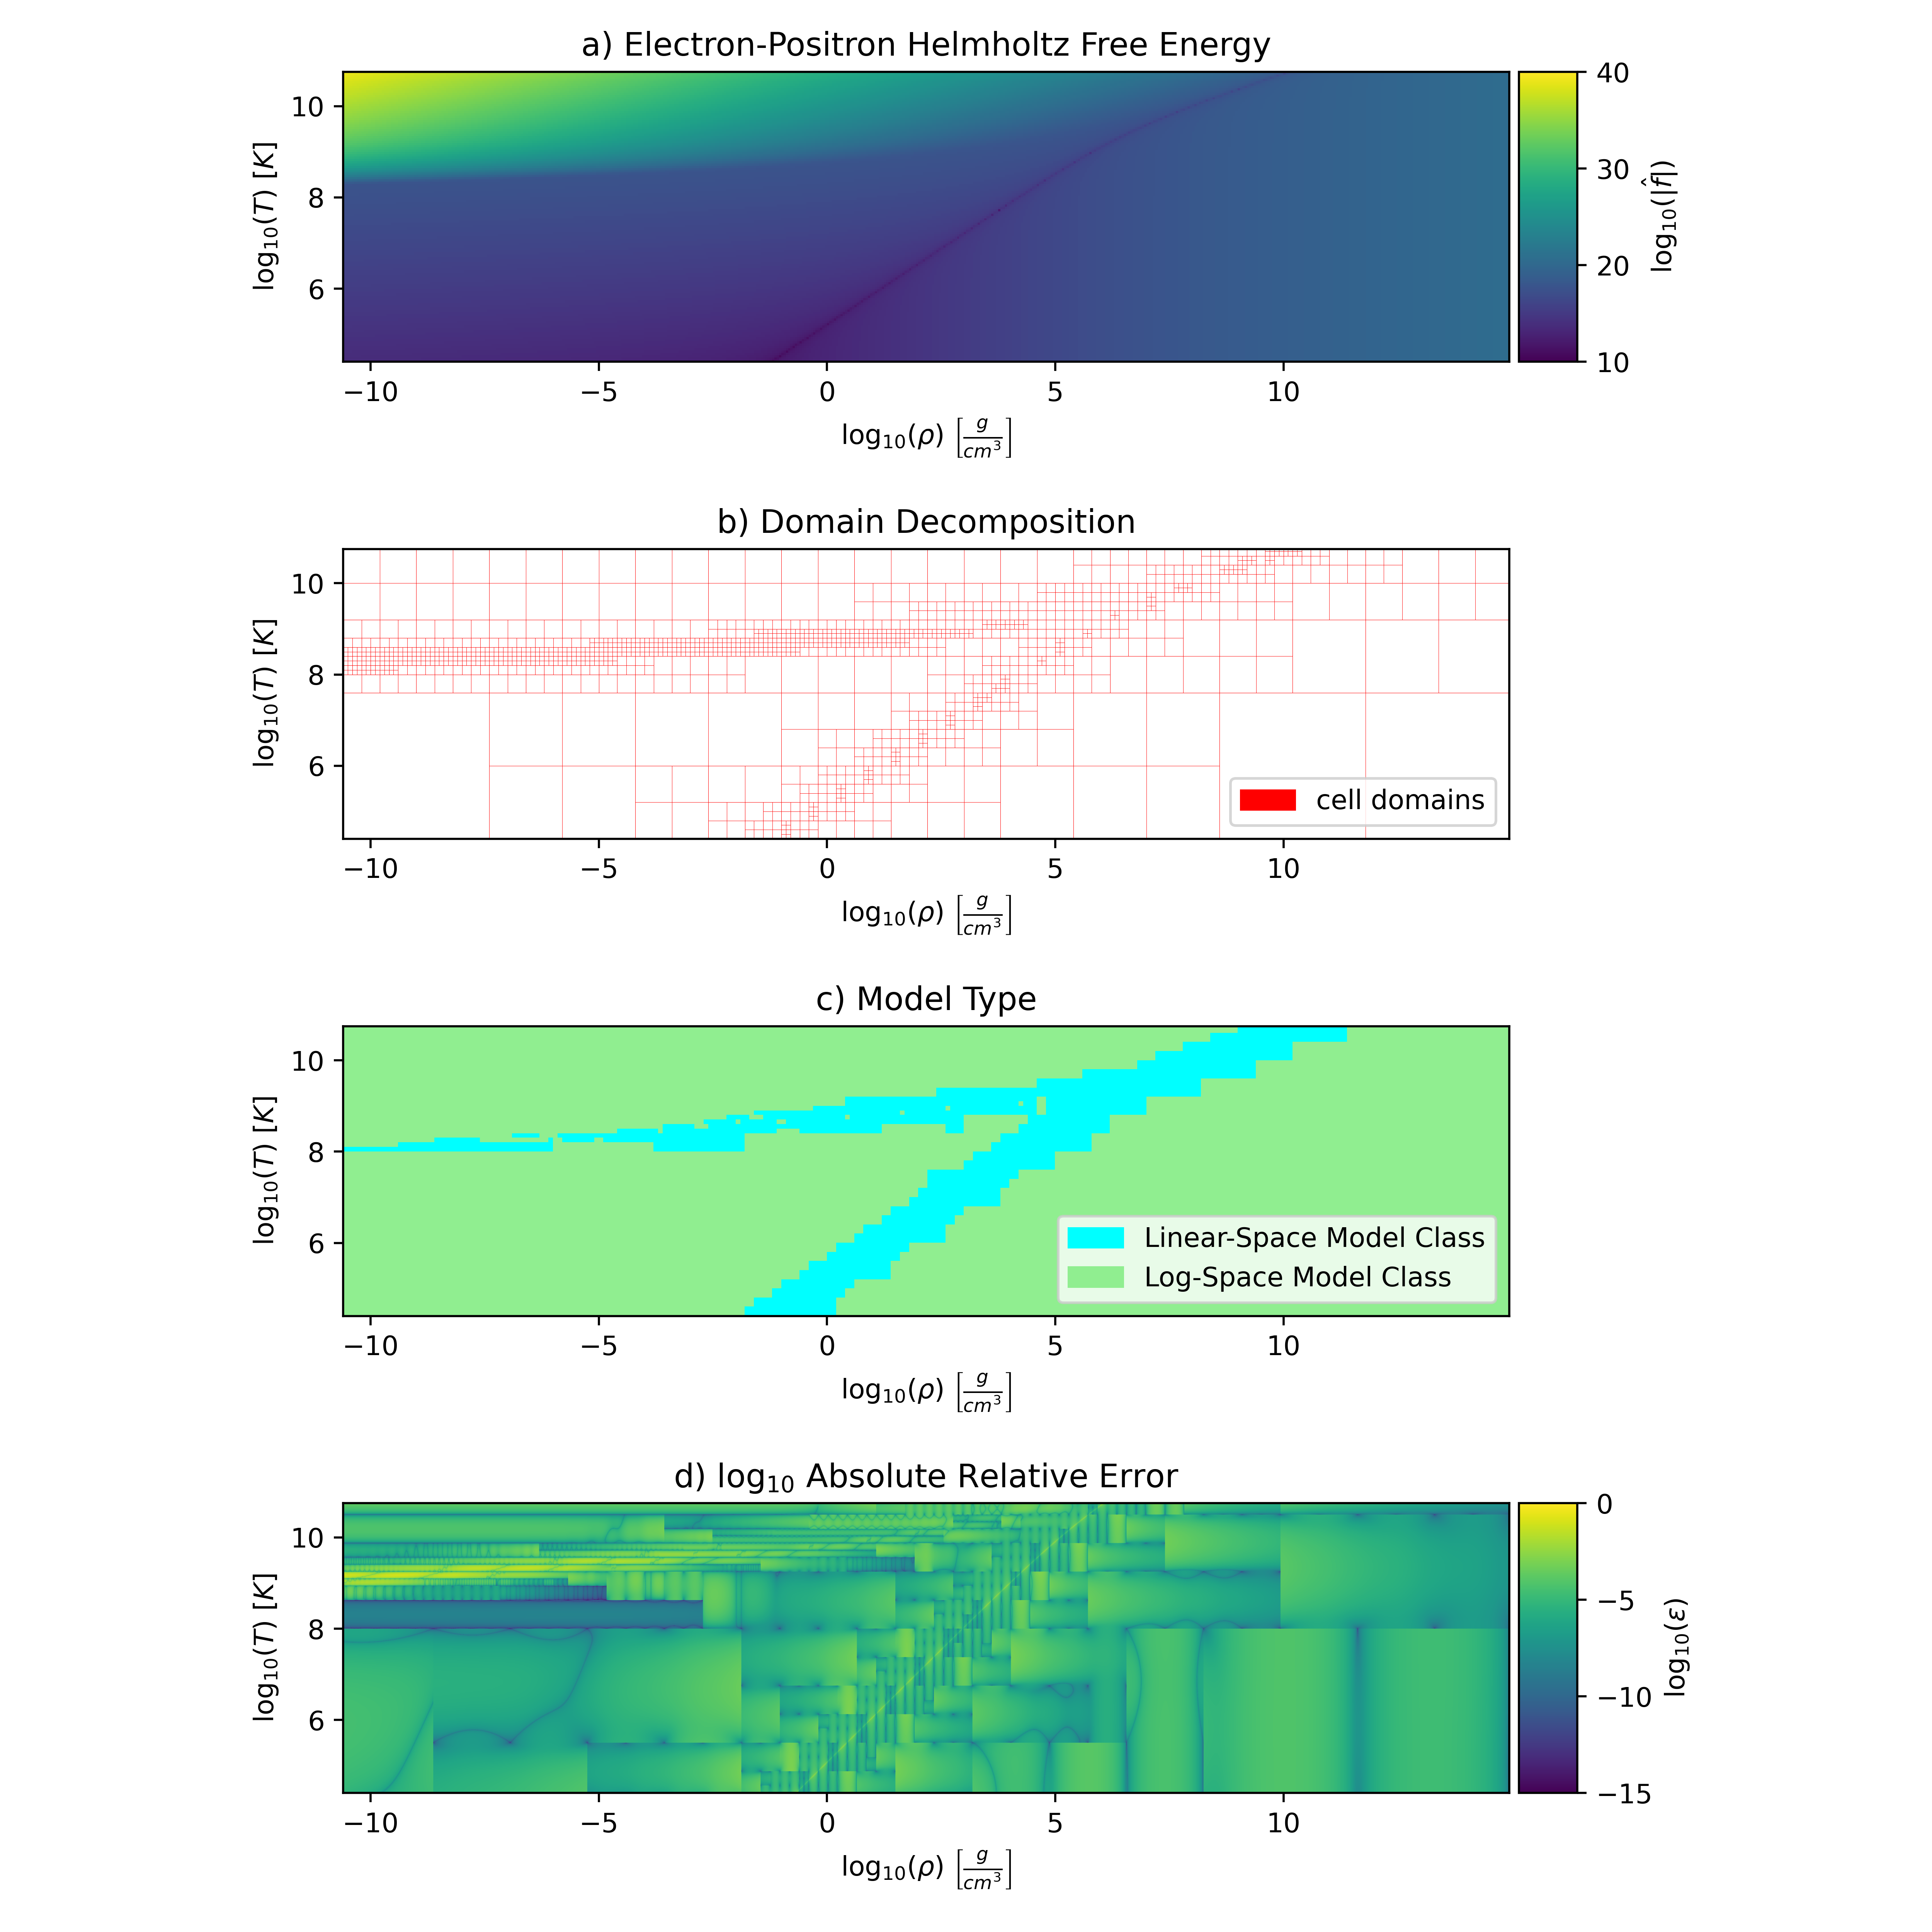 a) Electron-Positron Helmholtz Free Energy
10
8
6
log₁₀(T) [K]
−10 −5 0 5 10
log₁₀(ρ) [g/cm³]
40
30
20
10
log₁₀(|f̂|)
b) Domain Decomposition
10
8
6
log₁₀(T) [K]
cell domains
−10 −5 0 5 10
log₁₀(ρ) [g/cm³]
c) Model Type
10
8
6
log₁₀(T) [K]
Linear-Space Model Class
Log-Space Model Class
−10 −5 0 5 10
log₁₀(ρ) [g/cm³]
d) log₁₀ Absolute Relative Error
10
8
6
log₁₀(T) [K]
−10 −5 0 5 10
log₁₀(ρ) [g/cm³]
0
−5
−10
−15
log₁₀(ε)